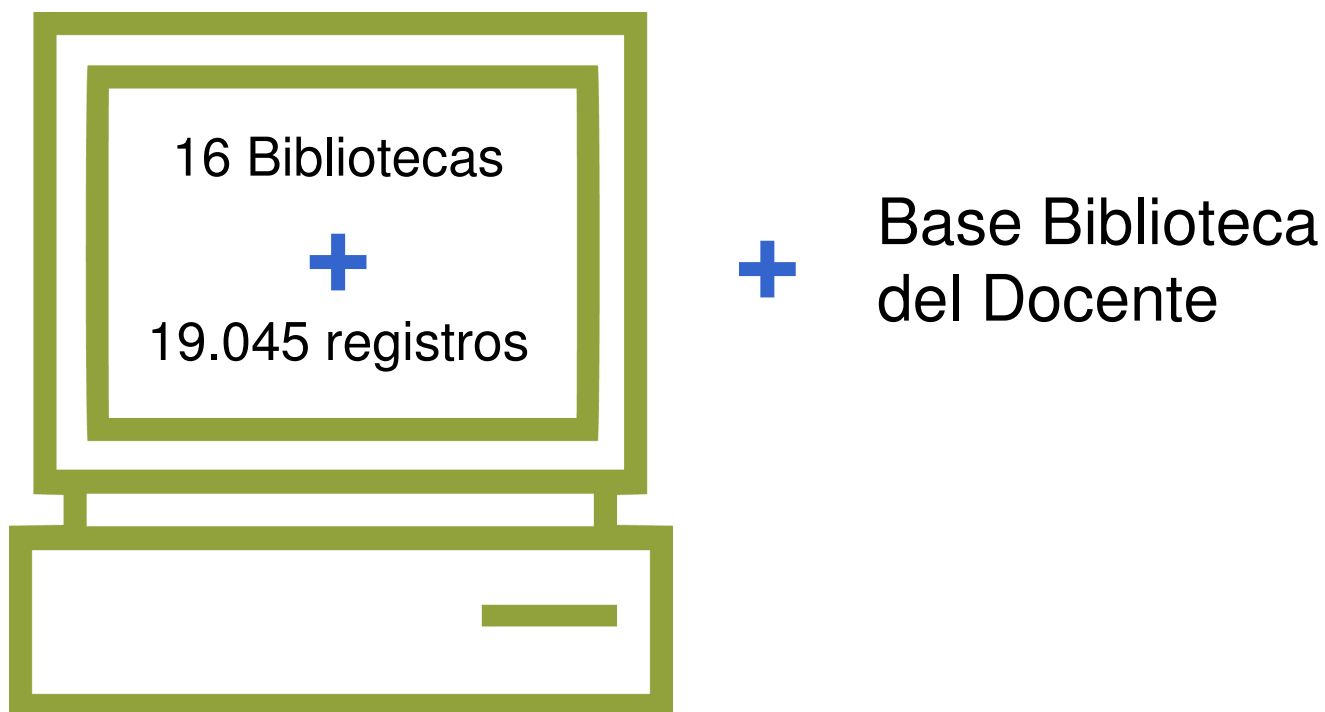 16 Bibliotecas
+
19.045 registros
+
Base Biblioteca
del Docente